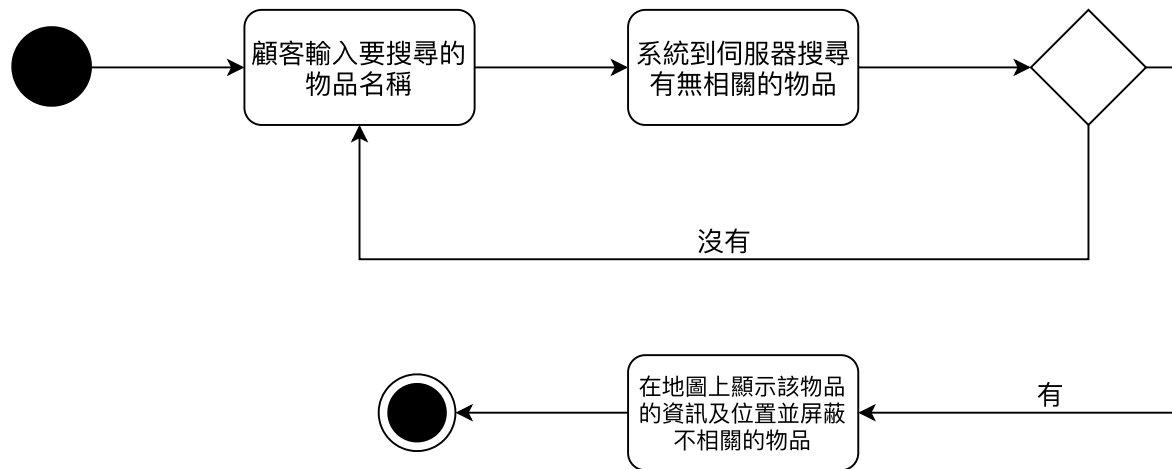 顧客輸入要搜尋的
物品名稱
系統到伺服器搜尋
有無相關的物品
沒有
有
在地圖上顯示該物品
的資訊及位置並屏蔽
不相關的物品